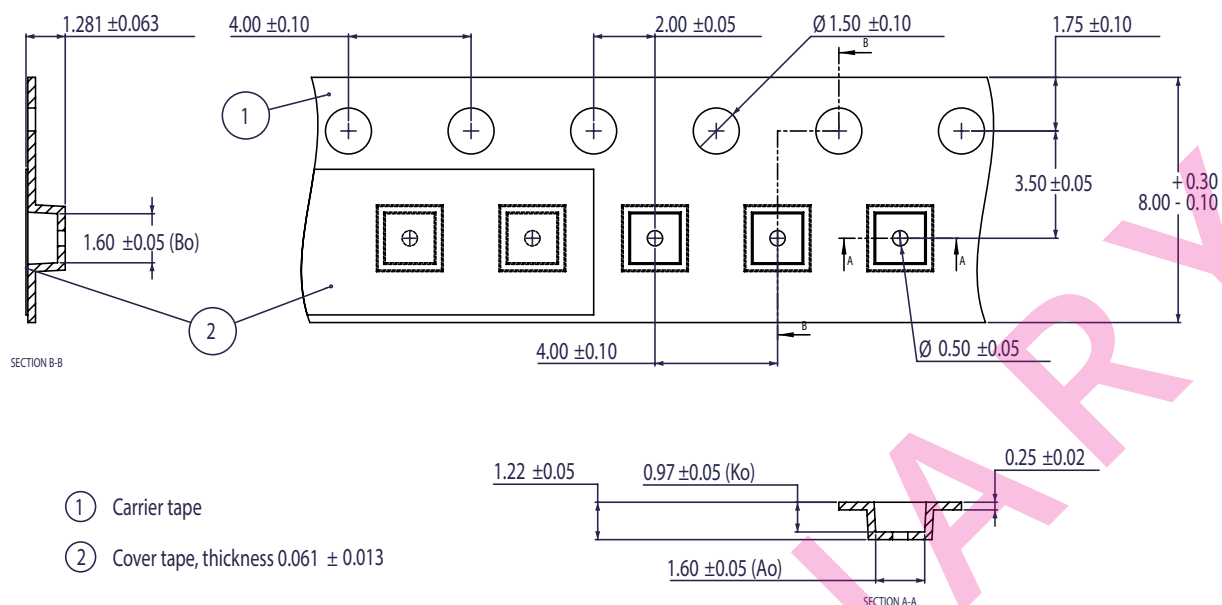 1.281 ±0.063
4.00 ±0.10
2.00 ±0.05
Ø 1.50 ±0.10
1.75 ±0.10
B
1
3.50 ±0.05
+ 0.30
8.00 - 0.10
1.60 ±0.05 (Bo)
A
A
2
B
SECTION B-B
4.00 ±0.10
Ø 0.50 ±0.05
1.22 ±0.05
0.97 ±0.05 (Ko)
0.25 ±0.02
1 Carrier tape
2 Cover tape, thickness 0.061 ± 0.013
1.60 ±0.05 (Ao)
SECTION A-A
IARY